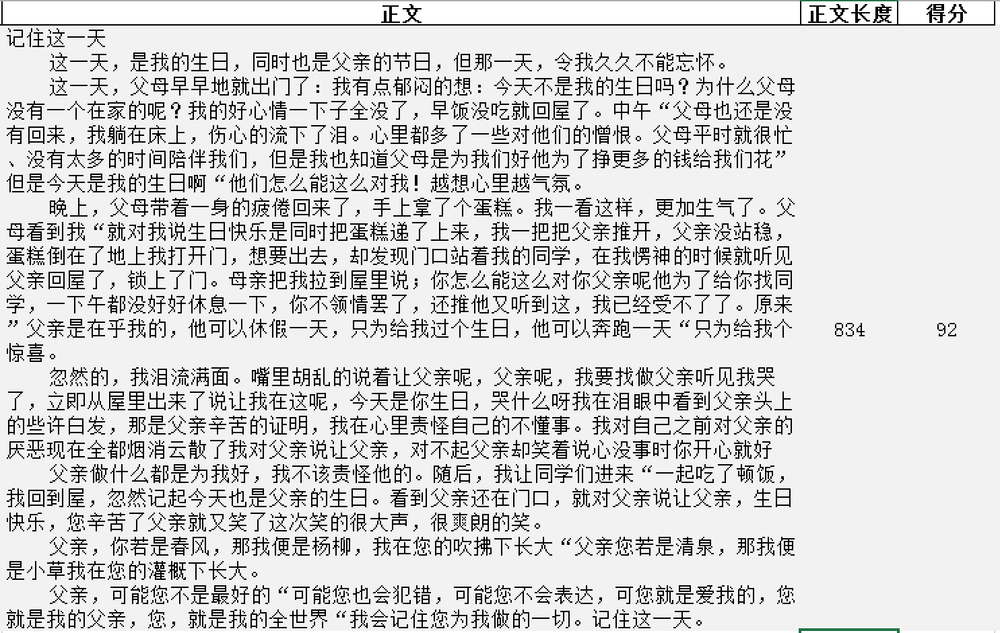 正文 正文长度 得分
记住这一天
这一天，是我的生日，同时也是父亲的节日，但那一天，令我久久不能忘怀。
这一天，父母早早地就出门了：我有点郁闷的想：今天不是我的生日吗？为什么父母
没有一个在家的呢？我的好心情一下子全没了，早饭没吃就回屋了。中午“父母也还是没
有回来，我躺在床上，伤心的流下了泪。心里都多了一些对他们的憎恨。父母平时就很忙
、没有太多的时间陪伴我们，但是我也知道父母是为我们好他为了挣更多的钱给我们花”
但是今天是我的生日啊“他们怎么能这么对我！越想心里越气氛。
晚上，父母带着一身的疲倦回来了，手上拿了个蛋糕。我一看这样，更加生气了。父
母看到我“就对我说生日快乐是同时把蛋糕递了上来，我一把把父亲推开，父亲没站稳，
蛋糕倒在了地上我打开门，想要出去，却发现门口站着我的同学，在我愣神的时候就听见
父亲回屋了，锁上了门。母亲把我拉到屋里说；你怎么能这么对你父亲呢他为了给你找同
学，一下午都没好好休息一下，你不领情罢了，还推他又听到这，我已经受不了了。原来
”父亲是在乎我的，他可以休假一天，只为给我过个生日，他可以奔跑一天“只为给我个
惊喜。
834 92
忽然的，我泪流满面。嘴里胡乱的说着让父亲呢，父亲呢，我要找做父亲听见我哭
了，立即从屋里出来了说让我在这呢，今天是你生日，哭什么呀我在泪眼中看到父亲头上
的些许白发，那是父亲辛苦的证明，我在心里责怪自己的不懂事。我对自己之前对父亲的
厌恶现在全都烟消云散了我对父亲说让父亲，对不起父亲却笑着说心没事时你开心就好
父亲做什么都是为我好，我不该责怪他的。随后，我让同学们进来“一起吃了顿饭，
我回到屋，忽然记起今天也是父亲的生日。看到父亲还在门口，就对父亲说让父亲，生日
快乐，您辛苦了父亲就又笑了这次笑的很大声，很爽朗的笑。
父亲，你若是春风，那我便是杨柳，我在您的吹拂下长大“父亲您若是清泉，那我便
是小草我在您的灌概下长大。
父亲，可能您不是最好的“可能您也会犯错，可能您不会表达，可您就是爱我的，您
就是我的父亲，您，就是我的全世界“我会记住您为我做的一切。记住这一天。